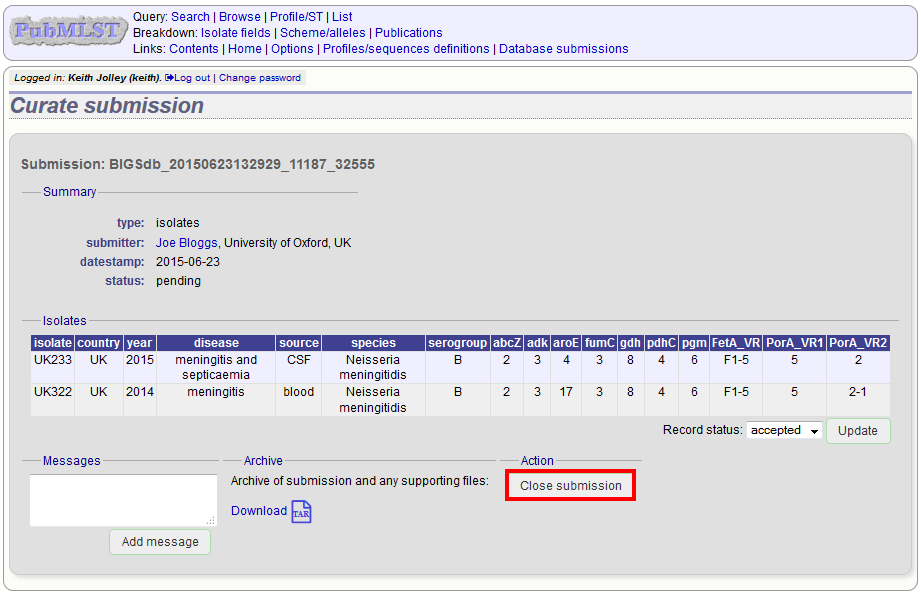 PubMLST
Query: Search | Browse | Profile/ST | List
Breakdown: Isolate fields | Scheme/alleles | Publications
Links: Contents | Home | Options | Profiles/sequences definitions | Database submissions
Logged in: Keith Jolley (keith). Log out | Change password
Curate submission
Submission: BIGSdb_20150623132929_11187_32555
Summary
type: isolates
submitter: Joe Bloggs, University of Oxford, UK
datestamp: 2015-06-23
status: pending
Isolates
isolate country year disease source species serogroup abcZ adk aroE fumC gdh pdhC pgm FetA_VR PorA_VR1 PorA_VR2
UK233 UK 2015 meningitis and CSF Neisseria B 2 3 4 3 8 4 6 F1-5 5 2
septicaemia meningitidis
UK322 UK 2014 meningitis blood Neisseria B 2 3 17 3 8 4 6 F1-5 5 2-1
meningitidis
Record status: accepted Update
Messages Archive Action
Archive of submission and any supporting files: Close submission
Download TAR
Add message